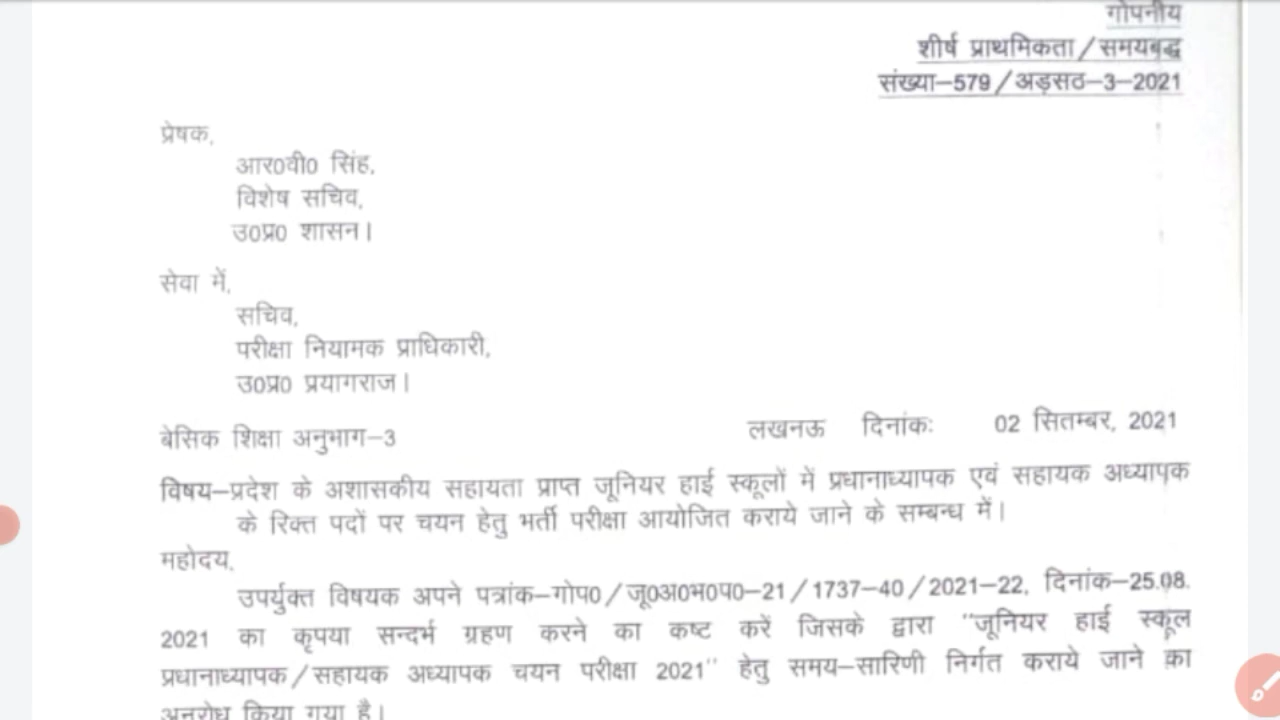 गोपनीय
शीर्ष प्राथमिकता/समयबद्ध
संख्या–579/अड़सठ–3–2021
प्रेषक,
आर0वी0 सिंह,
विशेष सचिव,
उ0प्र0 शासन।
सेवा में,
सचिव,
परीक्षा नियामक प्राधिकारी,
उ0प्र0 प्रयागराज।
बेसिक शिक्षा अनुभाग–3 लखनऊ दिनांकः 02 सितम्बर, 2021
विषय–प्रदेश के अशासकीय सहायता प्राप्त जूनियर हाई स्कूलों में प्रधानाध्यापक एवं सहायक अध्यापक
के रिक्त पदों पर चयन हेतु भर्ती परीक्षा आयोजित कराये जाने के सम्बन्ध में।
महोदय,
उपर्युक्त विषयक अपने पत्रांक–गोप0/जू0अ0भ0प0–21/1737–40/2021–22, दिनांक–25.08.
2021 का कृपया सन्दर्भ ग्रहण करने का कष्ट करें जिसके द्वारा "जूनियर हाई स्कूल
प्रधानाध्यापक/सहायक अध्यापक चयन परीक्षा 2021" हेतु समय–सारिणी निर्गत कराये जाने का
अनुरोध किया गया है।